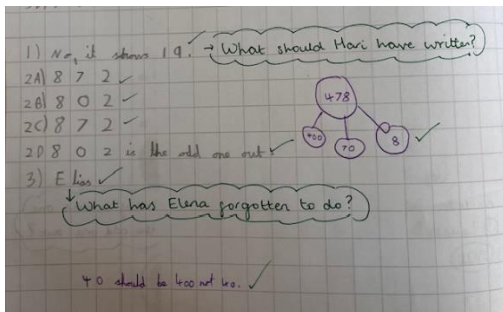 1) No, it shows 19. → What should Hari have written?
2A) 8 7 2
2B) 8 0 2
2C) 8 7 2
2D 8 0 2 is the odd one out.
3) Elias
What has Elena forgotten to do?
478
400
70
8
40 should be 400 not 40.